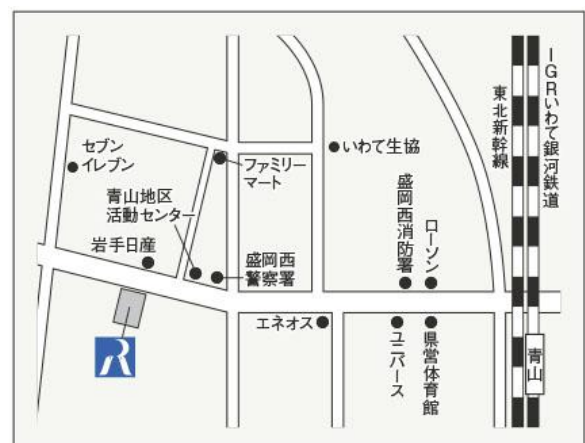 IGRいわて銀河鉄道
東北新幹線
いわて生協
セブン
イレブン
ファミリー
マート
青山地区
活動センター
盛岡西消防署
ローソン
岩手日産
盛岡西
警察署
エネオス
ユニバース
県営体育館
青山
R